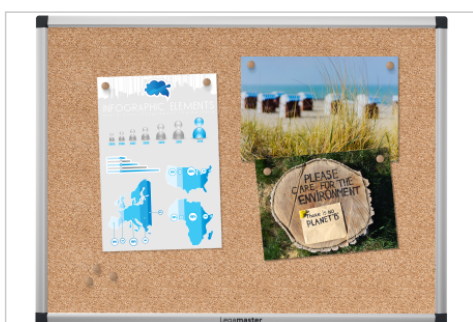 INFOGRAPHIC ELEMENTS
PLEASE
CARE FOR THE
ENVIRONMENT
THERE IS NO
PLANET B
Legamaster